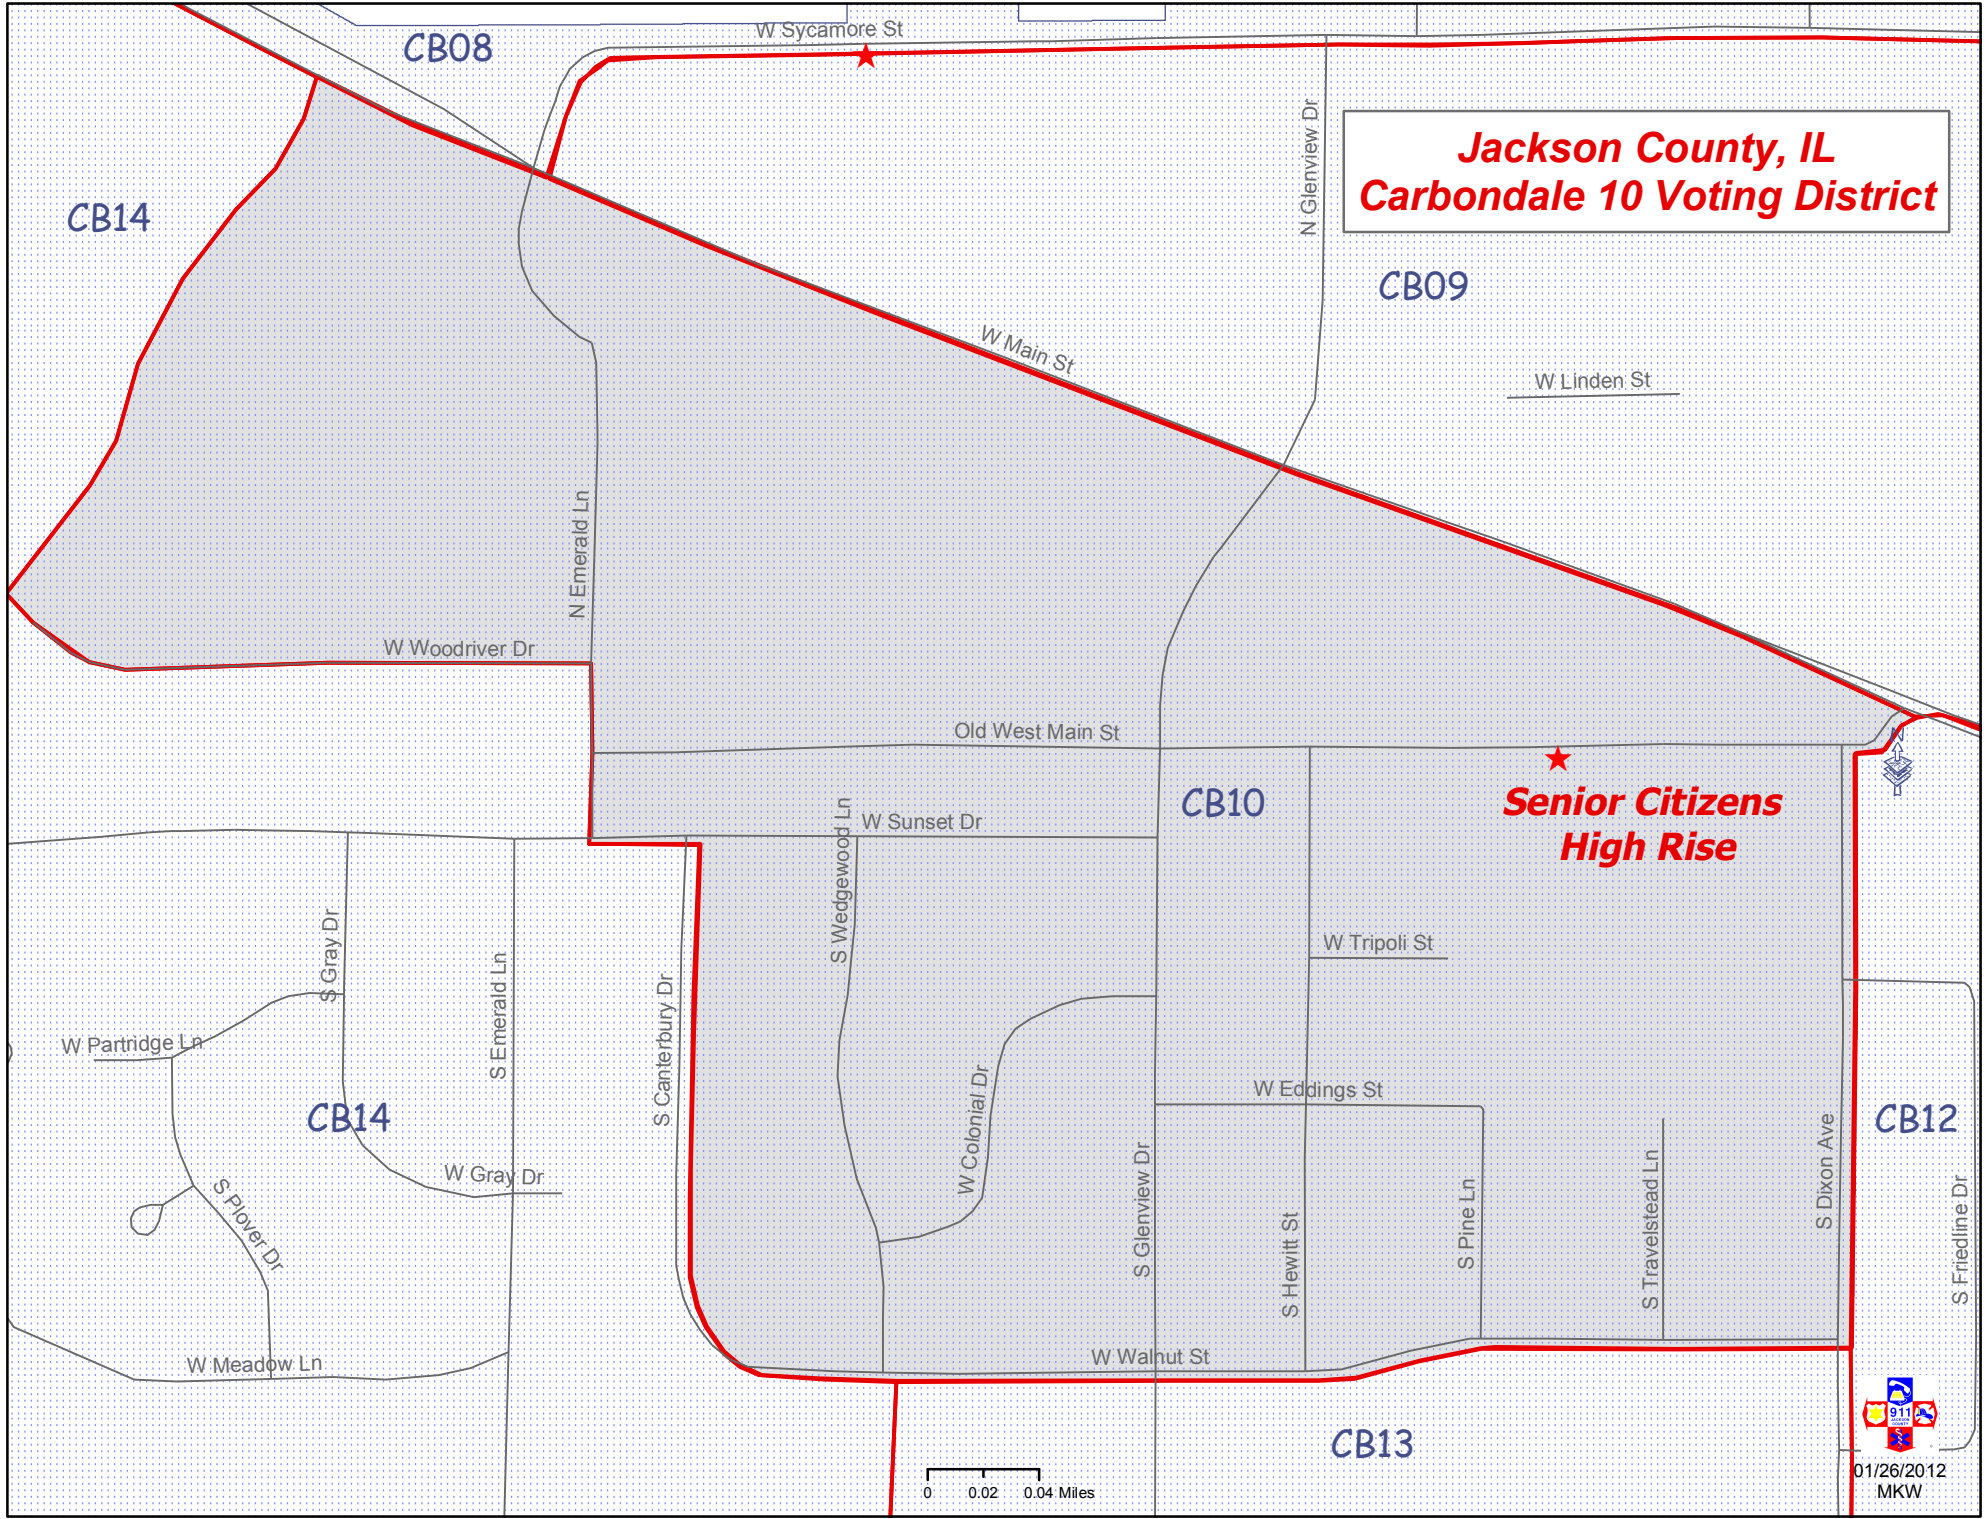 W Sycamore St
CB08
Jackson County, IL
Carbondale 10 Voting District
N Glenview Dr
CB14
CB09
W Main St
W Linden St
N Emerald Ln
W Woodriver Dr
Old West Main St
CB10
Senior Citizens
High Rise
W Sunset Dr
S Wedgewood Ln
S Gray Dr
W Tripoli St
S Emerald Ln
S Canterbury Dr
W Partridge Ln
W Colonial Dr
W Eddings St
CB14
CB12
W Gray Dr
S Plover Dr
S Glenview Dr
S Hewitt St
S Pine Ln
S Travelstead Ln
S Dixon Ave
S Friedline Dr
W Meadow Ln
W Walnut St
CB13
911
JACKSON
COUNTY
0 0.02 0.04 Miles
01/26/2012
MKW